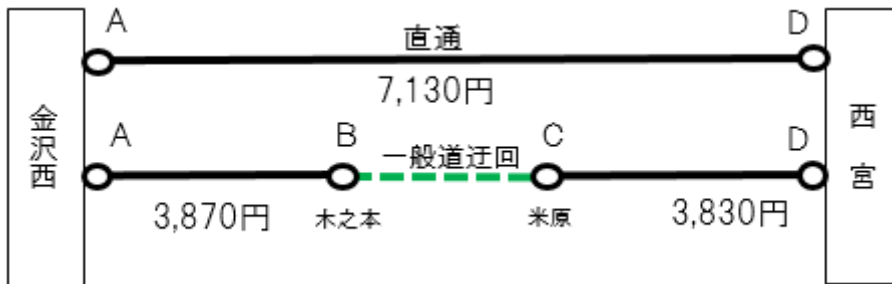 金沢西
A
直通
D
7,130円
A
B
一般道迂回
C
D
3,870円
木之本
米原
3,830円
西宮